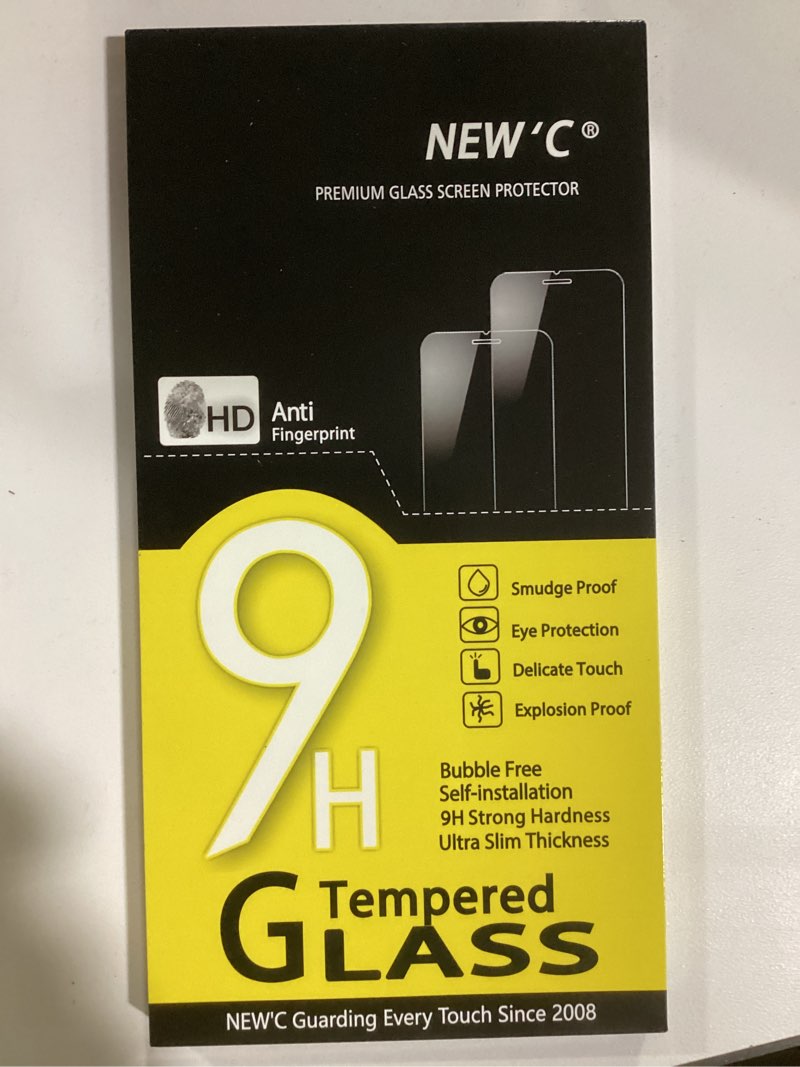 NEW'C®
PREMIUM GLASS SCREEN PROTECTOR
HD Anti
Fingerprint
9H
Smudge Proof
Eye Protection
Delicate Touch
Explosion Proof
Bubble Free
Self-installation
9H Strong Hardness
Ultra Slim Thickness
Tempered
GLASS
NEW'C Guarding Every Touch Since 2008